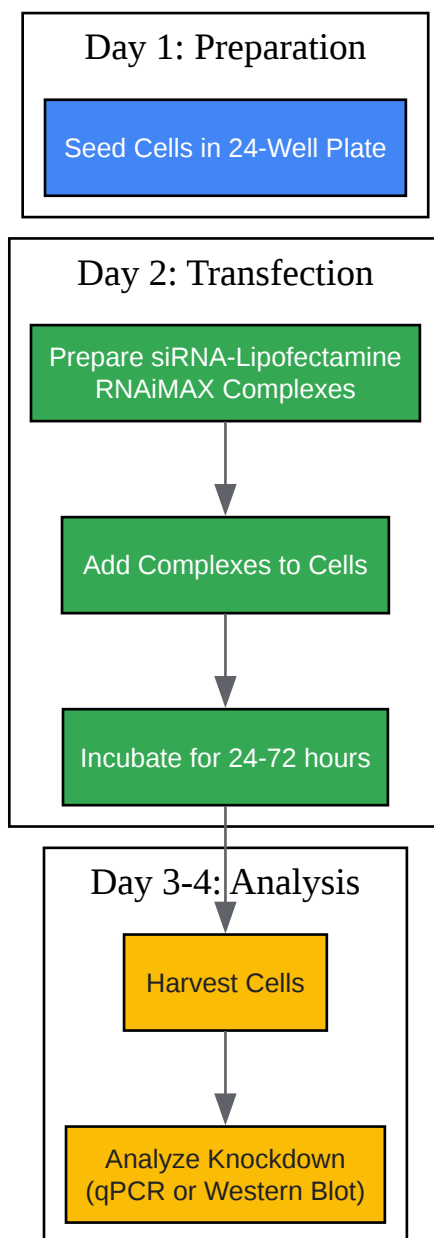 Day 1: Preparation
Seed Cells in 24-Well Plate
Day 2: Transfection
Prepare siRNA-Lipofectamine
RNAiMAX Complexes
Add Complexes to Cells
Incubate for 24-72 hours
Day 3-4: Analysis
Harvest Cells
Analyze Knockdown
(qPCR or Western Blot)